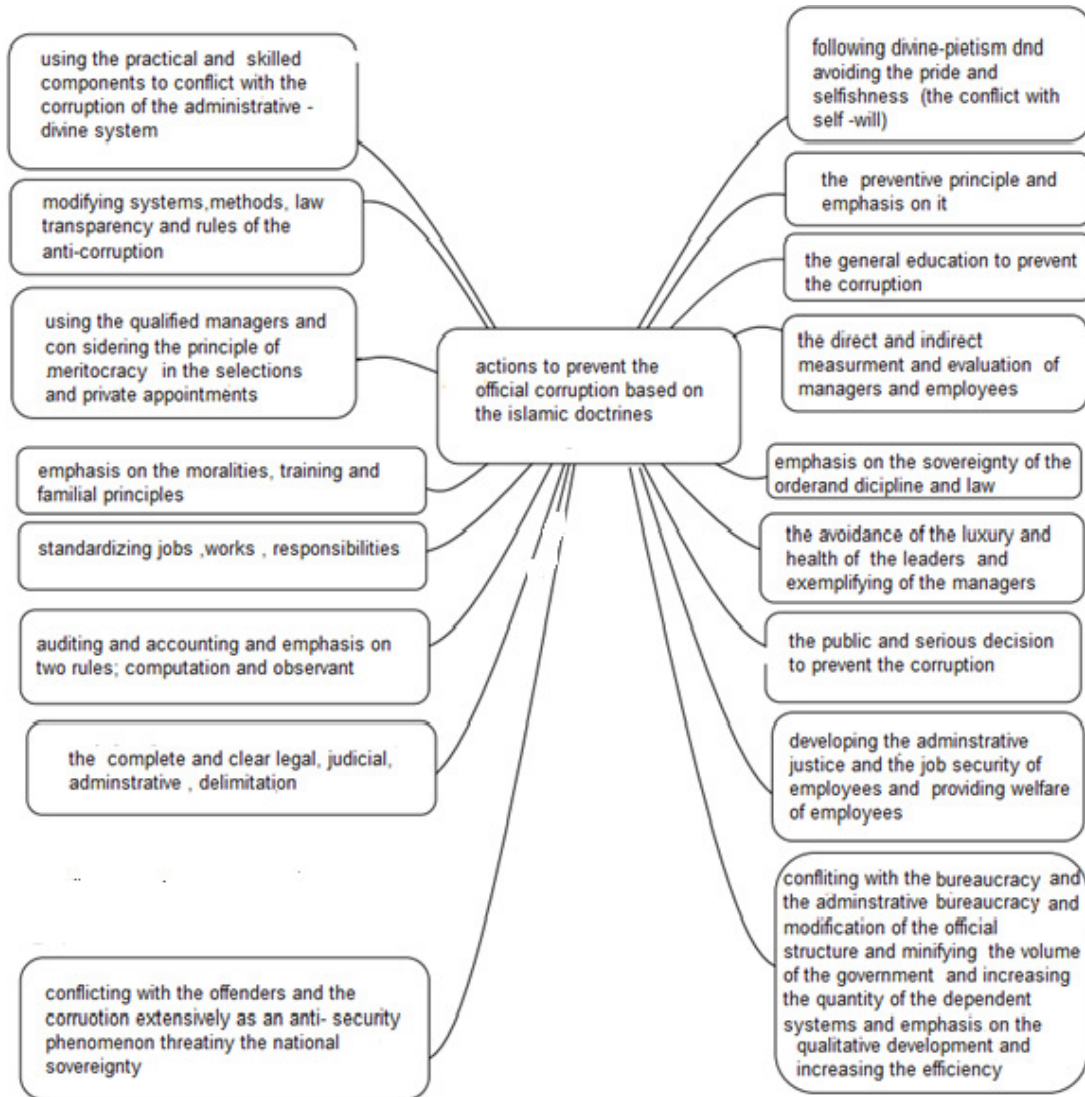 using the practical and skilled
components to conflict with the
corruption of the administrative -
divine system
modifying systems,methods, law
transparency and rules of the
anti-corruption
using the qualified managers and
con sidering the principle of
meritocracy in the selections
and private appointments
emphasis on the moralities, training and
familial principles
standardizing jobs ,works , responsibilities
auditing and accounting and emphasis on
two rules; computation and observant
the complete and clear legal, judicial,
adminstrative , delimitation
conflicting with the offenders and the
corruotion extensively as an anti- security
phenomenon threatiny the national
sovereignty
actions to prevent the
official corruption based on
the islamic doctrines
following divine-pietism dnd
avoiding the pride and
selfishness (the conflict with
self -will)
the preventive principle and
emphasis on it
the general education to prevent
the corruption
the direct and indirect
measurment and evaluation of
managers and employees
emphasis on the sovereignty of the
orderand dicipline and law
the avoidance of the luxury and
health of the leaders and
exemplifying of the managers
the public and serious decision
to prevent the corruption
developing the adminstrative
justice and the job security of
employees and providing welfare
of employees
confliting with the bureaucracy and
the adminstrative bureaucracy and
modification of the official
structure and minifying the volume
of the government and increasing
the quantity of the dependent
systems and emphasis on the
qualitative development and
increasing the efficiency